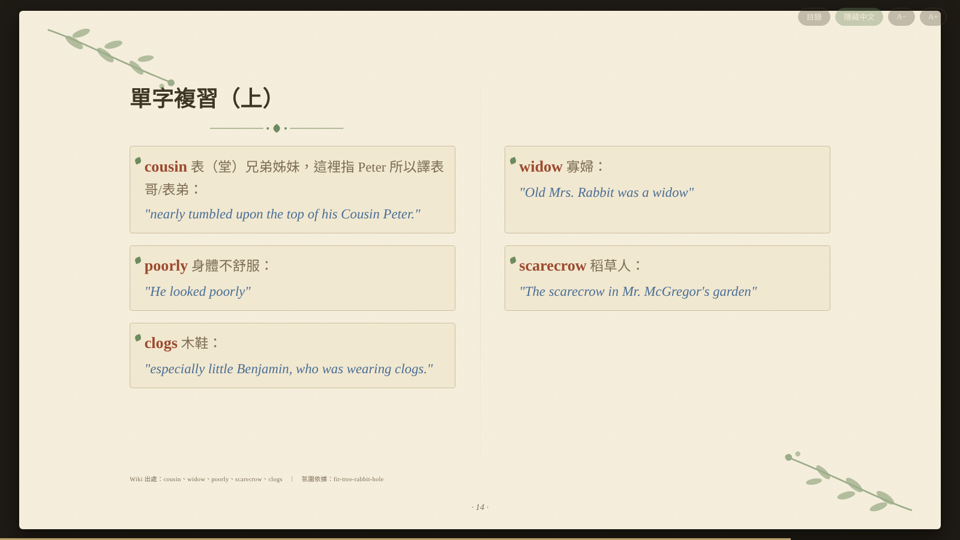 目錄 隱藏中文 A− A+
單字複習（上）
cousin 表（堂）兄弟姊妹，這裡指 Peter 所以譯表
哥/表弟：
"nearly tumbled upon the top of his Cousin Peter."
widow 寡婦：
"Old Mrs. Rabbit was a widow"
poorly 身體不舒服：
"He looked poorly"
scarecrow 稻草人：
"The scarecrow in Mr. McGregor's garden"
clogs 木鞋：
"especially little Benjamin, who was wearing clogs."
Wiki 出處：cousin、widow、poorly、scarecrow、clogs ｜ 氛圍依據：fir-tree-rabbit-hole
· 14 ·